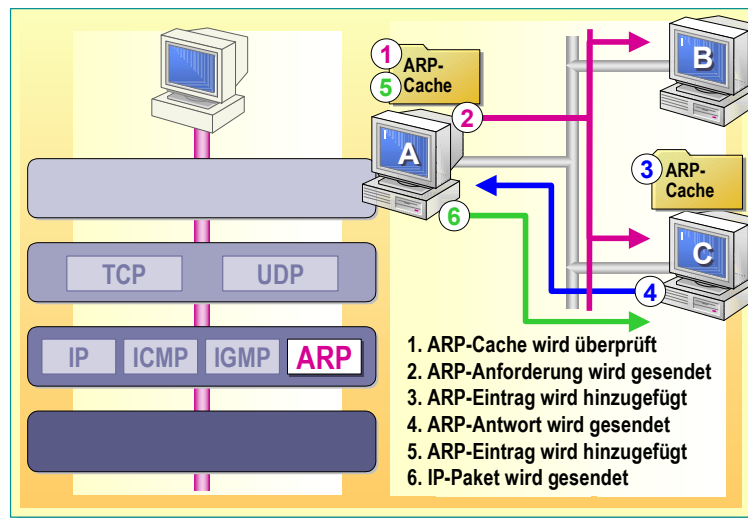 TCP
UDP
IP
ICMP
IGMP
ARP
1
5
ARP-
Cache
2
A
B
3
ARP-
Cache
6
C
4
1. ARP-Cache wird überprüft
2. ARP-Anforderung wird gesendet
3. ARP-Eintrag wird hinzugefügt
4. ARP-Antwort wird gesendet
5. ARP-Eintrag wird hinzugefügt
6. IP-Paket wird gesendet